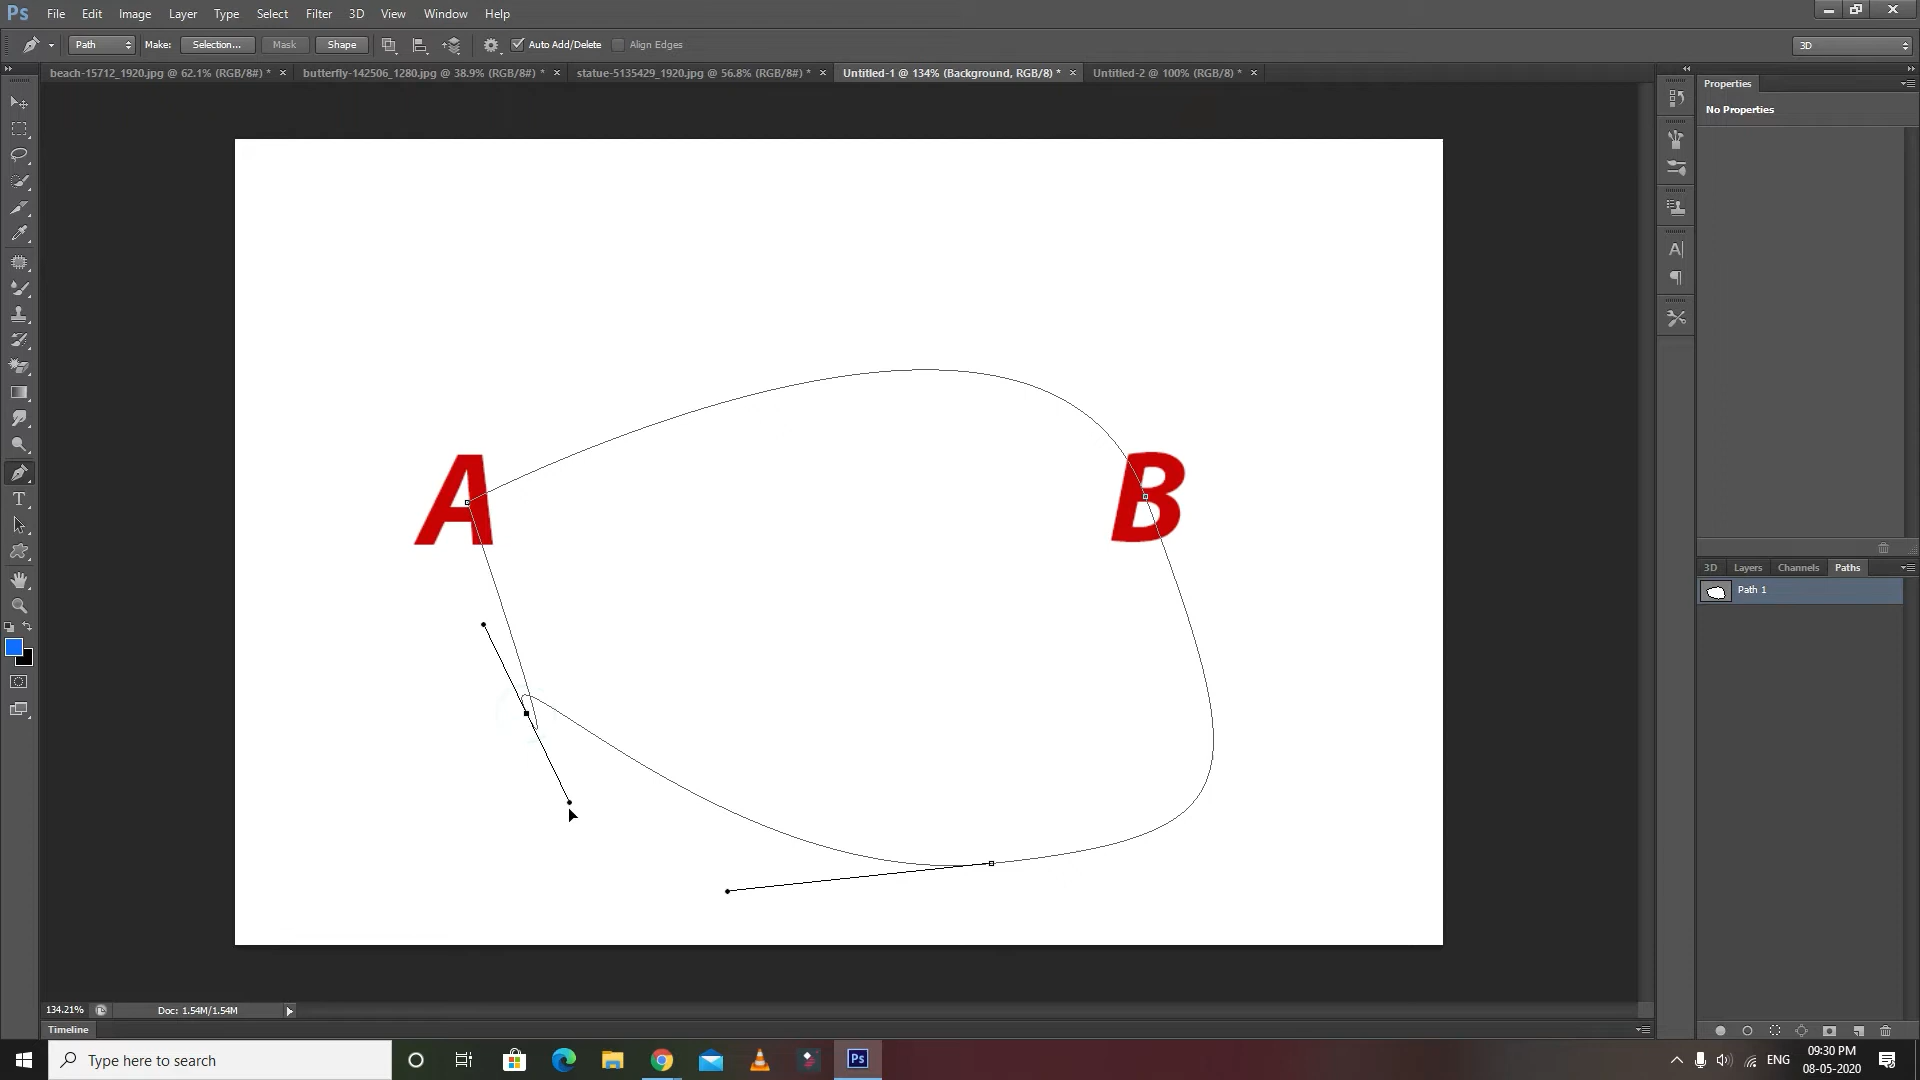 Ps File Edit Image Layer Type Select Filter 3D View Window Help
Path Make: Selection... Mask Shape Auto Add/Delete Align Edges 3D
beach-15712_1920.jpg @ 62.1% (RGB/8#) * × butterfly-142506_1280.jpg @ 38.9% (RGB/8#) * × statue-5135429_1920.jpg @ 56.8% (RGB/8#) * × Untitled-1 @ 134% (Background, RGB/8) * × Untitled-2 @ 100% (RGB/8) * ×
Properties
No Properties
A B
3D Layers Channels Paths
Path 1
134.21% Doc: 1.54M/1.54M
Timeline
Type here to search
Ps
ENG
09:30 PM
08-05-2020